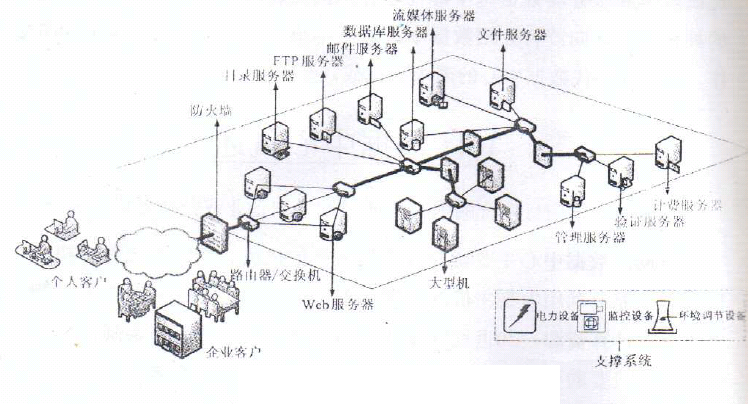 流媒体服务器
数据库服务器
文件服务器
邮件服务器
FTP服务器
目录服务器
防火墙
计费服务器
验证服务器
管理服务器
个人客户
路由器/交换机
大型机
Web服务器
电力设备
监控设备
环境调节设备
企业客户
支撑系统